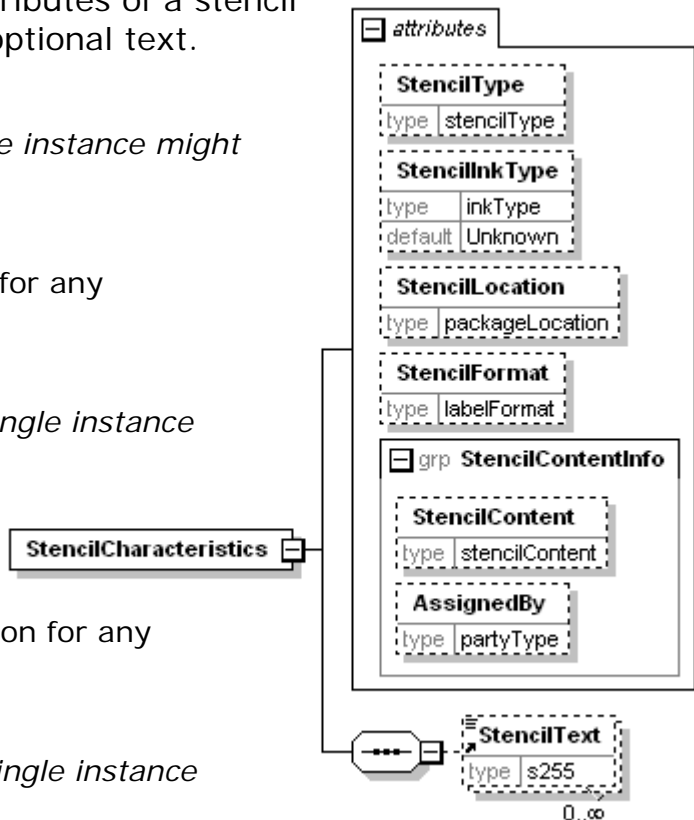 ributes of a stencil
optional text.
e instance might
for any
ngle instance
on for any
ingle instance
StencilCharacteristics
attributes
StencilType
type stencilType
StencilInkType
type inkType
default Unknown
StencilLocation
type packageLocation
StencilFormat
type labelFormat
grp StencilContentInfo
StencilContent
type stencilContent
AssignedBy
type partyType
StencilText
type s255
0..∞